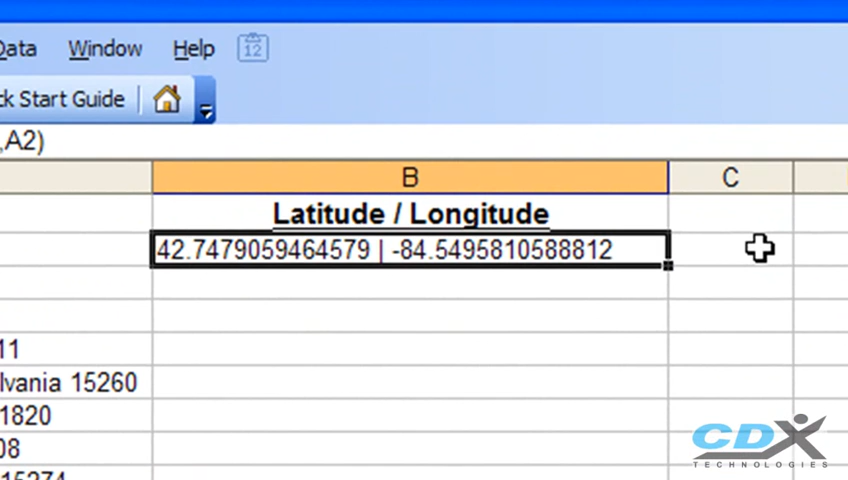 Data Window Help 12
ck Start Guide
,A2)
B C
Latitude / Longitude
42.7479059464579 | -84.5495810588812
11
lvania 15260
1820
08
CDX
TECHNOLOGIES